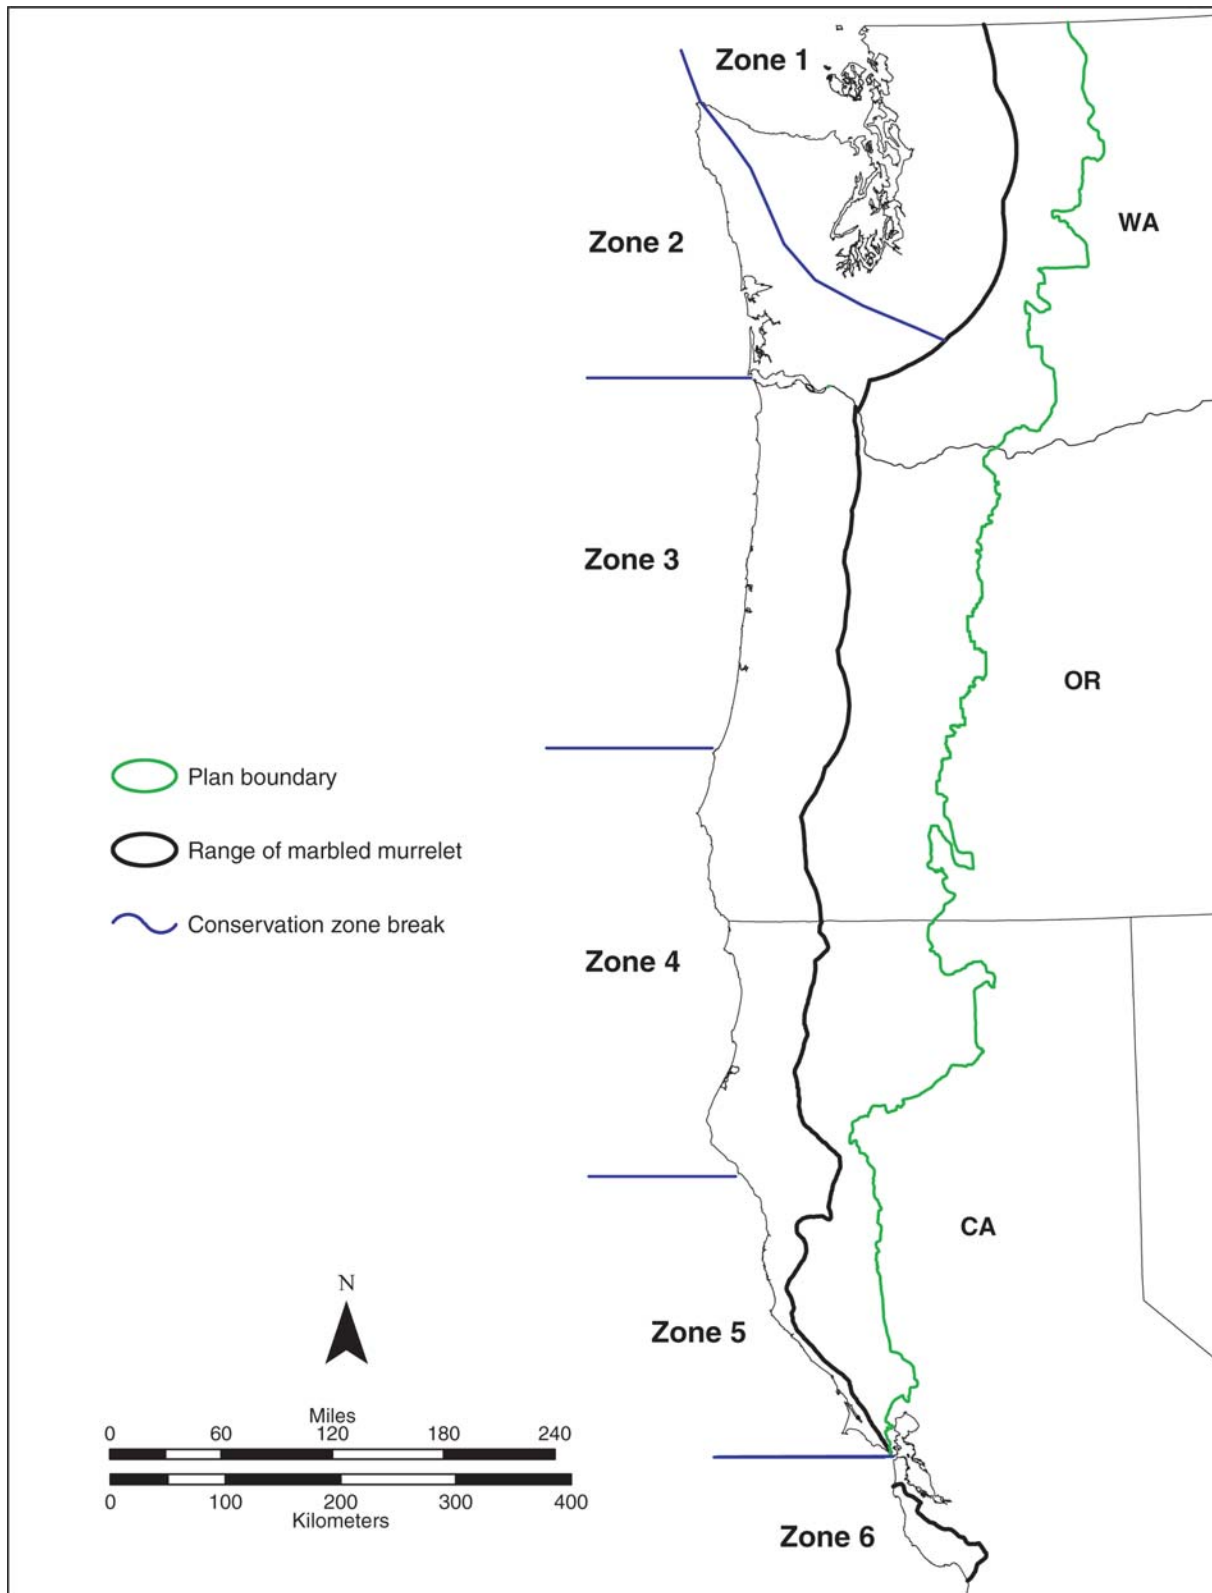 Zone 1
WA
Zone 2
Zone 3
OR
Plan boundary
Range of marbled murrelet
Conservation zone break
Zone 4
CA
N
Zone 5
Miles
0 60 120 180 240
0 100 200 300 400
Kilometers
Zone 6